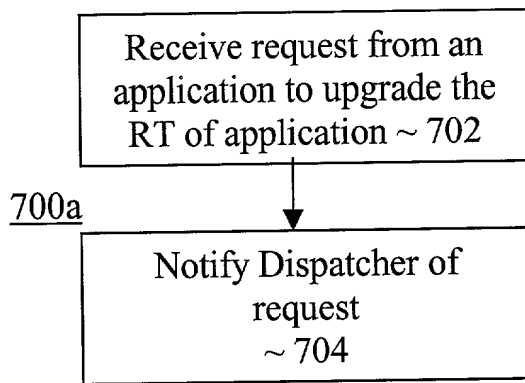 Receive request from an
application to upgrade the
RT of application ~ 702
700a
Notify Dispatcher of
request
~ 704